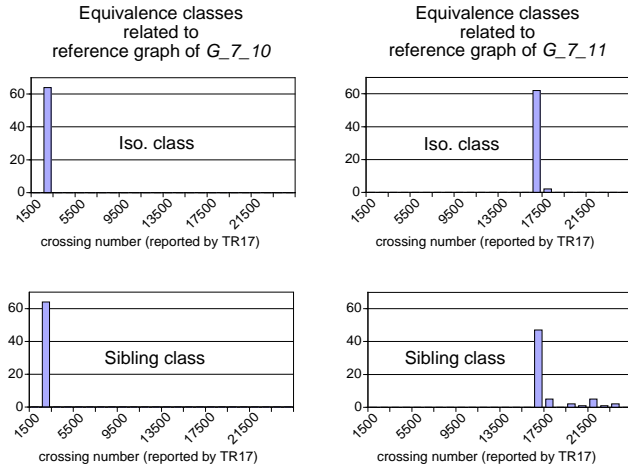 Equivalence classes
related to
reference graph of G_7_10
60
40
20
0
Iso. class
1500 5500 9500 13500 17500 21500
crossing number (reported by TR17)
Equivalence classes
related to
reference graph of G_7_11
60
40
20
0
Iso. class
1500 5500 9500 13500 17500 21500
crossing number (reported by TR17)
60
40
20
0
Sibling class
1500 5500 9500 13500 17500 21500
crossing number (reported by TR17)
60
40
20
0
Sibling class
1500 5500 9500 13500 17500 21500
crossing number (reported by TR17)